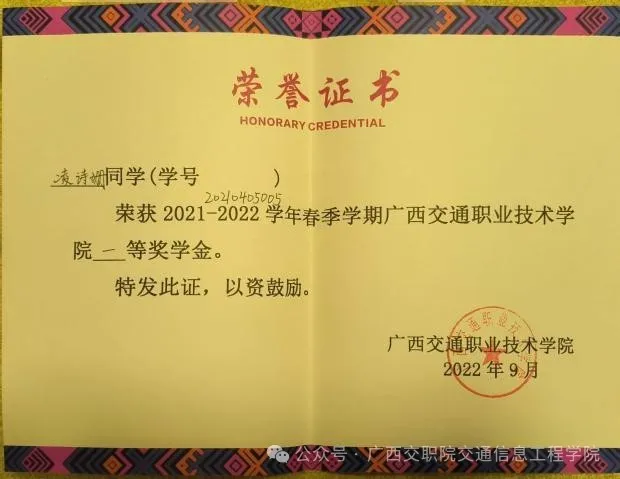 荣誉证书
HONORARY CREDENTIAL
凌诗姗同学(学号 )
20210405005
荣获 2021-2022 学年春季学期广西交通职业技术学
院一等奖学金。
特发此证，以资鼓励。
广西交通职业技术学院
2022 年 9 月
公众号·广西交职院交通信息工程学院